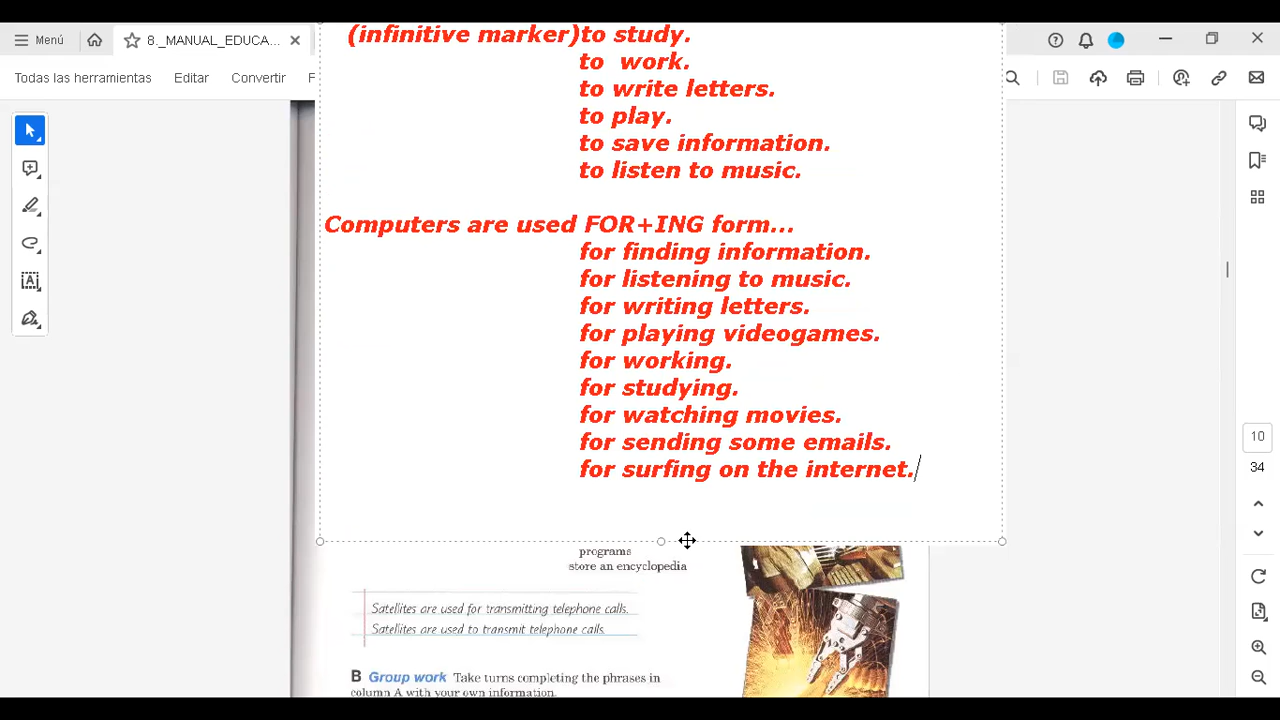 Menú
8._MANUAL_EDUCA...
Todas las herramientas
Editar
Convertir
(infinitive marker)to study.
to work.
to write letters.
to play.
to save information.
to listen to music.
Computers are used FOR+ING form...
for finding information.
for listening to music.
for writing letters.
for playing videogames.
for working.
for studying.
for watching movies.
for sending some emails.
for surfing on the internet.
programs
store an encyclopedia
Satellites are used for transmitting telephone calls.
Satellites are used to transmit telephone calls.
B Group work Take turns completing the phrases in
column A with your own information.
10
34